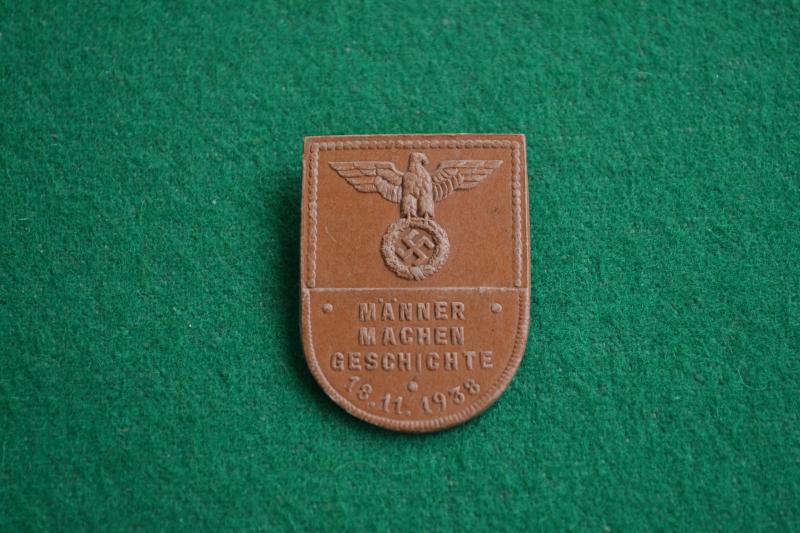 MÄNNER
MACHEN
GESCHICHTE
18.11.1938